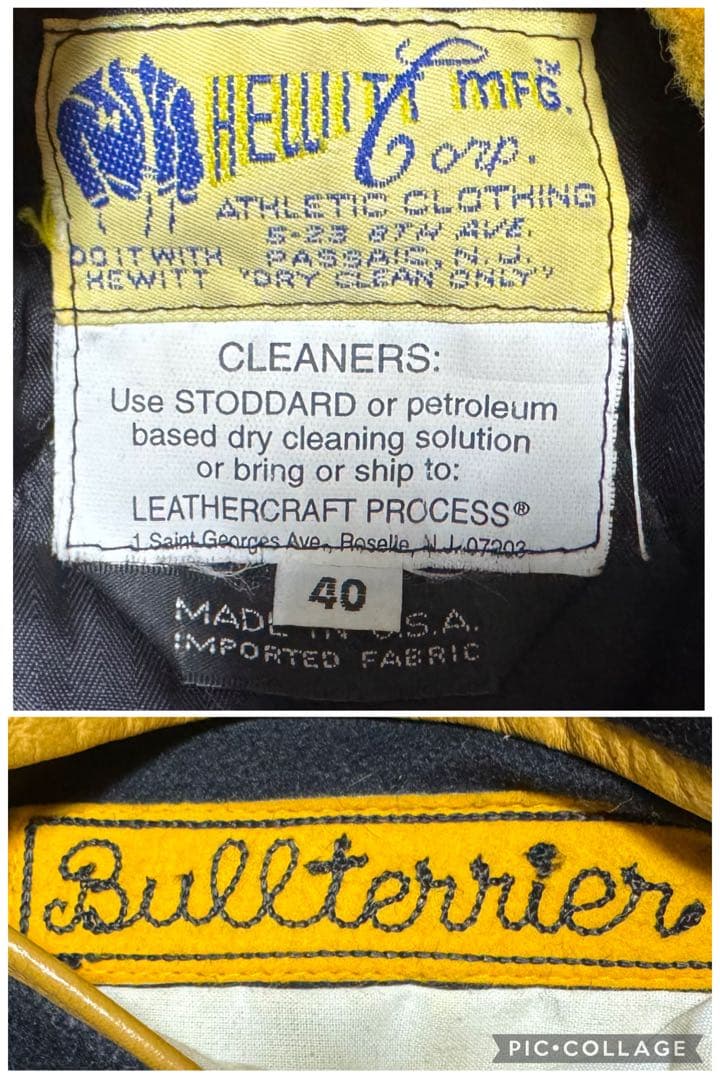 HEWITT MFG.™
Corp.
ATHLETIC CLOTHING
5-23 8TH AVE.
DO IT WITH PASSAIC, N.J.
HEWITT "DRY CLEAN ONLY"
CLEANERS:
Use STODDARD or petroleum
based dry cleaning solution
or bring or ship to:
LEATHERCRAFT PROCESS®
1 Saint Georges Ave., Roselle, N.J. 07203
40
MADE IN U.S.A.
IMPORTED FABRIC
Bullterrier
PIC•COLLAGE